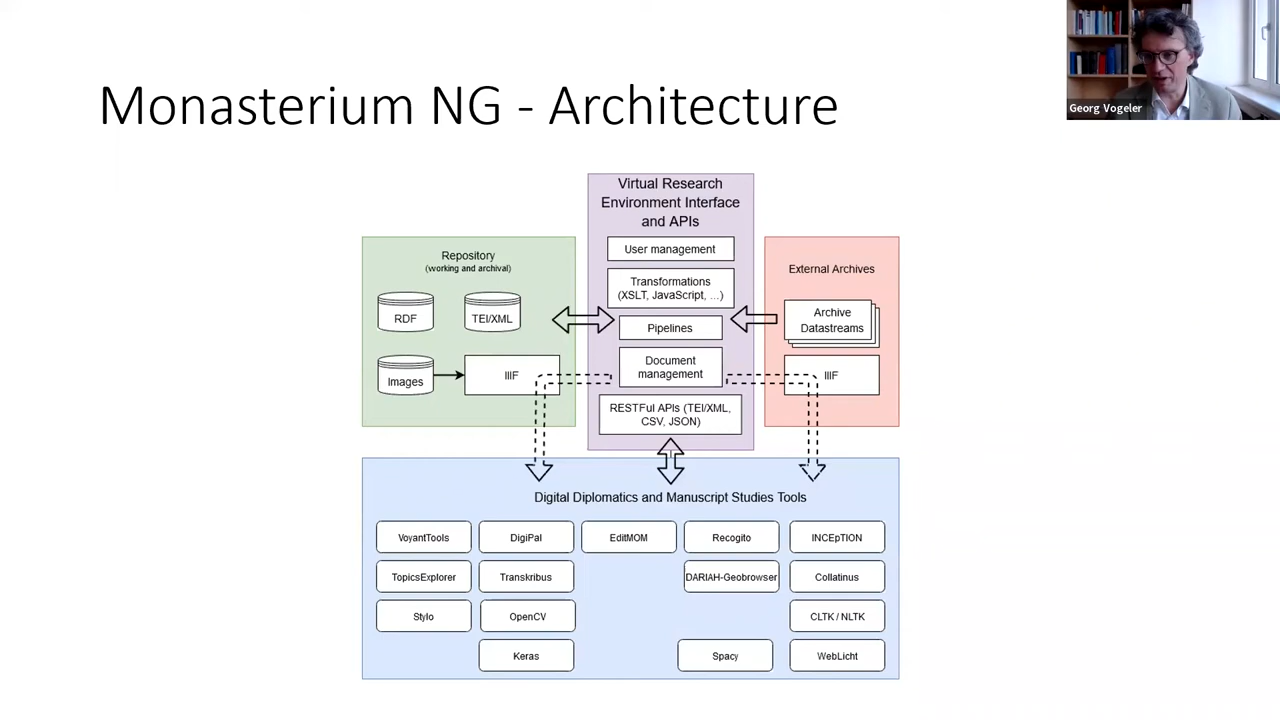 Georg Vogeler
Monasterium NG - Architecture
Virtual Research
Environment Interface
and APIs
User management
Transformations
(XSLT, JavaScript, ...)
Pipelines
Document
management
RESTFul APIs (TEI/XML,
CSV, JSON)
Repository
(working and archival)
RDF
TEI/XML
Images
IIIF
External Archives
Archive
Datastreams
IIIF
Digital Diplomatics and Manuscript Studies Tools
VoyantTools
DigiPal
EditMOM
Recogito
INCEpTION
TopicsExplorer
Transkribus
DARIAH-Geobrowser
Collatinus
Stylo
OpenCV
CLTK / NLTK
Keras
Spacy
WebLicht